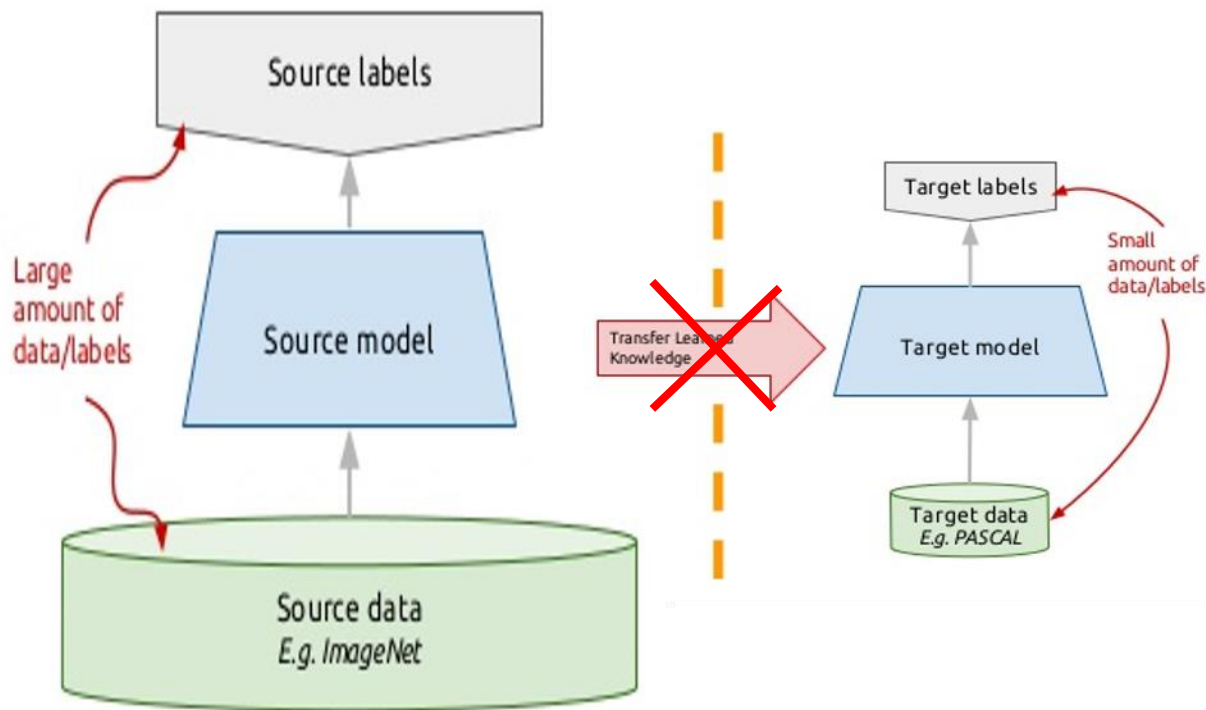 Source labels
Large
amount of
data/labels
Source model
Source data
E.g. ImageNet
Transfer Learned
Knowledge
Target labels
Small
amount of
data/labels
Target model
Target data
E.g. PASCAL